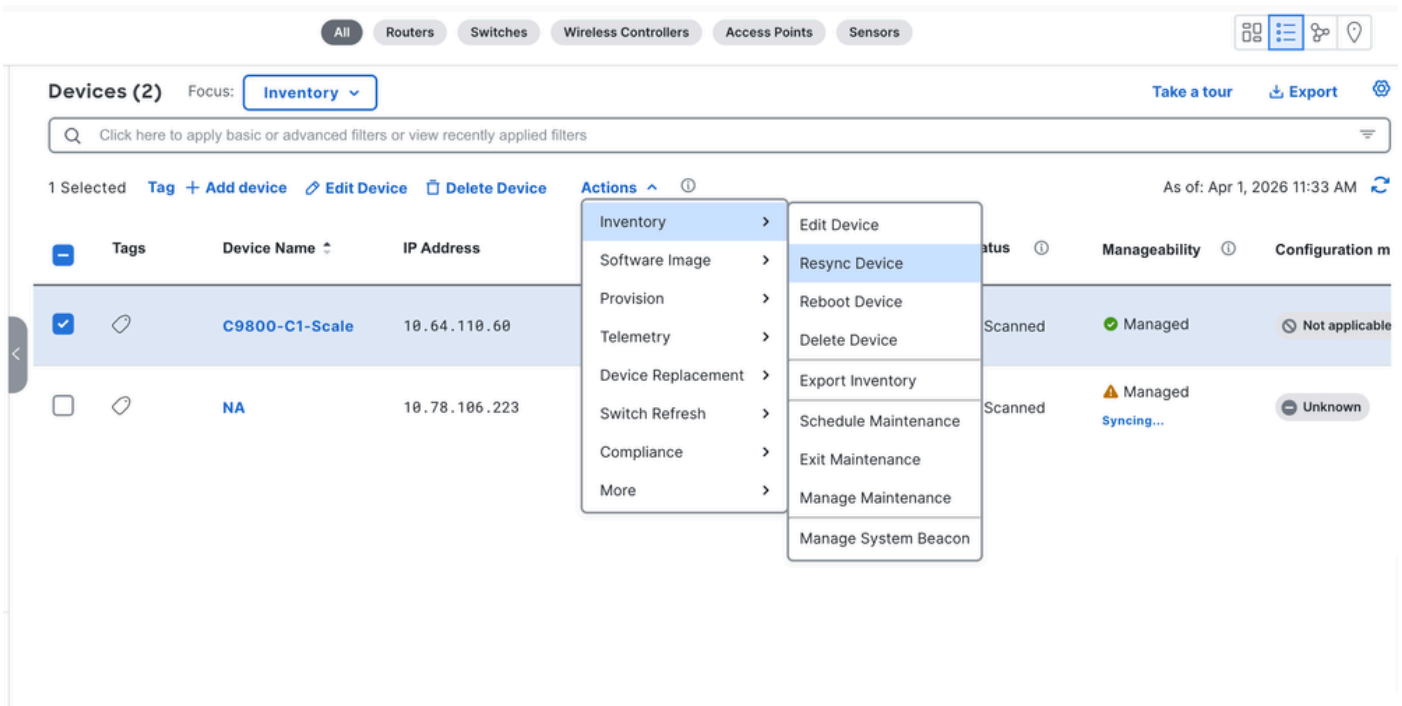 All Routers Switches Wireless Controllers Access Points Sensors
Devices (2) Focus: Inventory Take a tour Export
Click here to apply basic or advanced filters or view recently applied filters
1 Selected Tag + Add device Edit Device Delete Device Actions As of: Apr 1, 2026 11:33 AM
Tags Device Name IP Address atus Manageability Configuration m
C9800-C1-Scale 10.64.110.60 Scanned Managed Not applicable
NA 10.78.106.223 Scanned Managed Unknown
Syncing...
Inventory
Software Image
Provision
Telemetry
Device Replacement
Switch Refresh
Compliance
More
Edit Device
Resync Device
Reboot Device
Delete Device
Export Inventory
Schedule Maintenance
Exit Maintenance
Manage Maintenance
Manage System Beacon